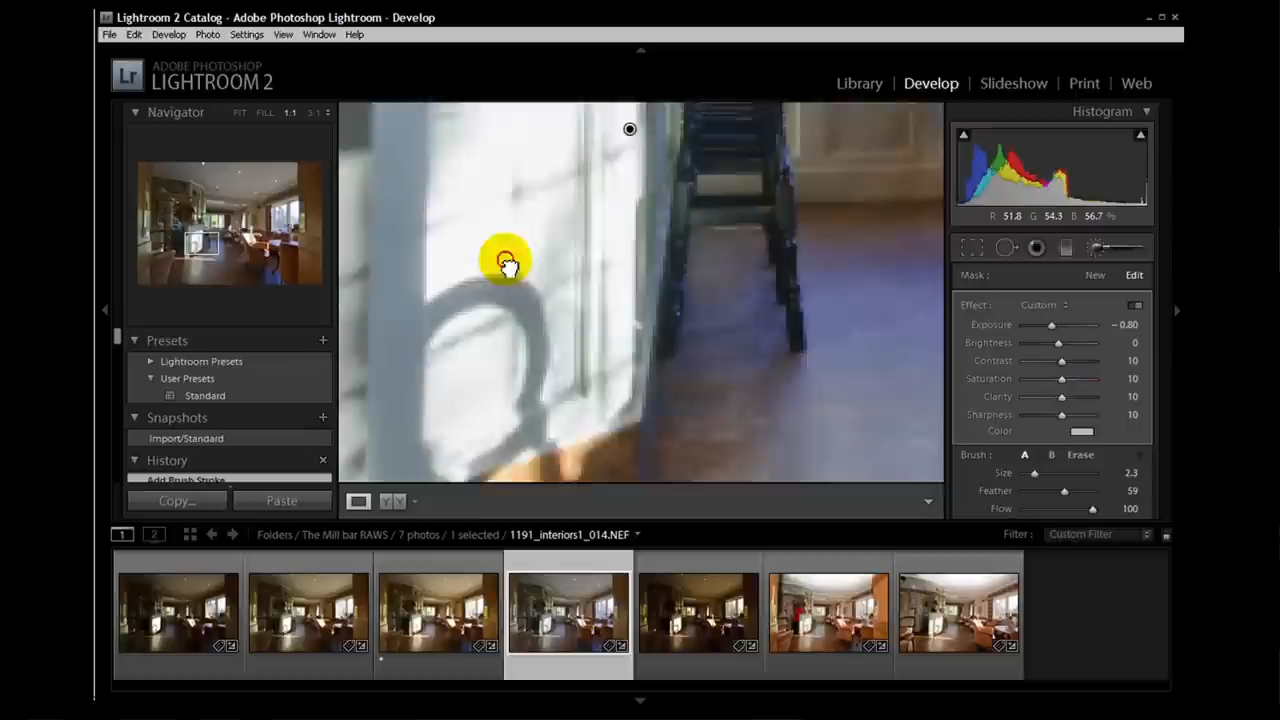 Lightroom 2 Catalog - Adobe Photoshop Lightroom - Develop
File Edit Develop Photo Settings View Window Help
Lr
ADOBE PHOTOSHOP
LIGHTROOM 2
Library | Develop | Slideshow | Print | Web
Navigator FIT FILL 1:1 3:1
Presets +
Lightroom Presets
User Presets
Standard
Snapshots +
Import/Standard
History ×
Add Brush Stroke
Copy... Paste
Histogram
R 51.8 G 54.3 B 56.7 %
Mask : New Edit
Effect : Custom
Exposure – 0.80
Brightness 0
Contrast 10
Saturation 10
Clarity 10
Sharpness 10
Color
Brush : A B Erase
Size 2.3
Feather 59
Flow 100
Y Y
1 2 Folders / The Mill bar RAWS / 7 photos / 1 selected / 1191_interiors1_014.NEF Filter : Custom Filter